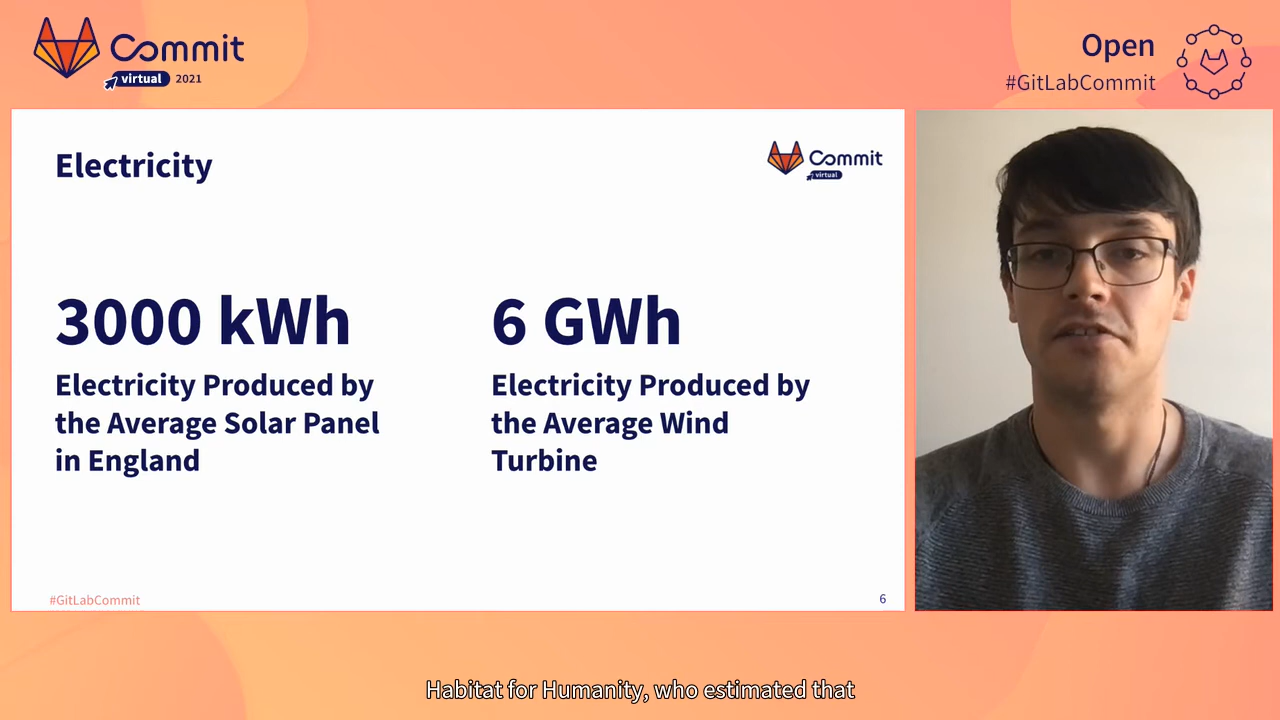 Commit
virtual 2021
Open
#GitLabCommit
Electricity
Commit
virtual
3000 kWh
Electricity Produced by
the Average Solar Panel
in England
6 GWh
Electricity Produced by
the Average Wind
Turbine
#GitLabCommit
6
Habitat for Humanity, who estimated that